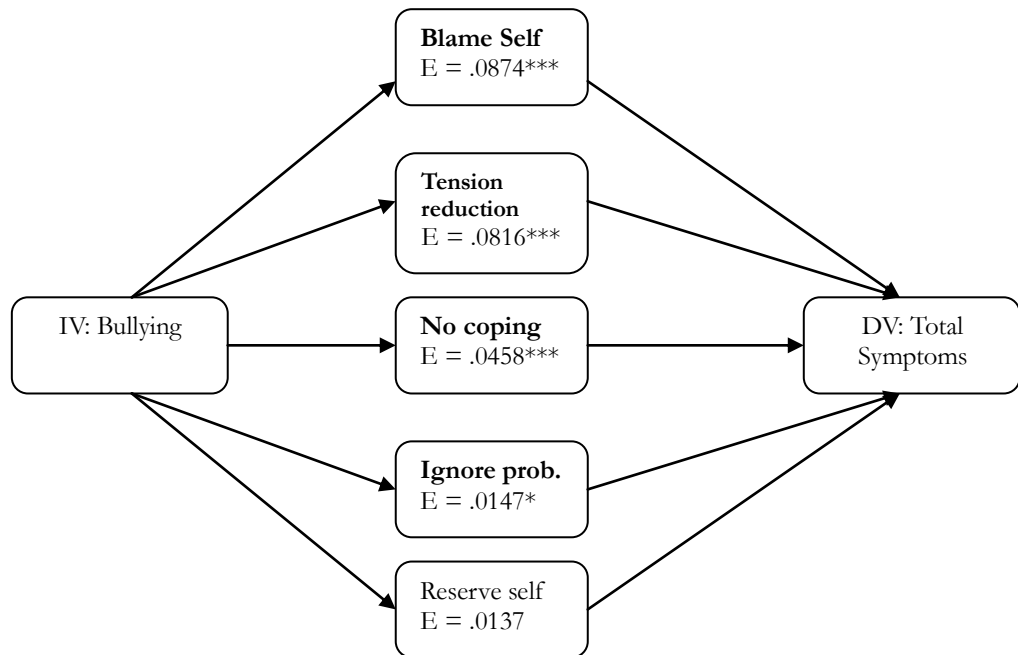 Blame Self
E = .0874***
Tension
reduction
E = .0816***
IV: Bullying
No coping
E = .0458***
DV: Total
Symptoms
Ignore prob.
E = .0147*
Reserve self
E = .0137